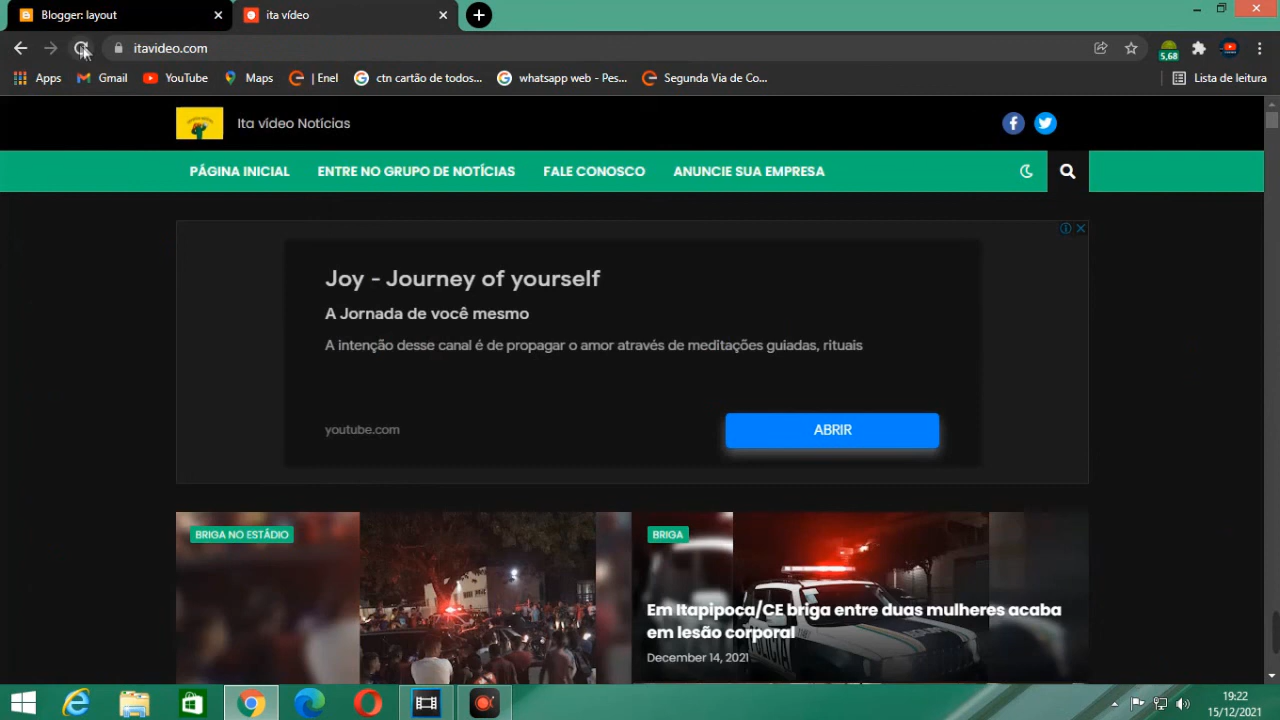 Blogger: layout
ita vídeo
itavideo.com
5,68
Apps
Gmail
YouTube
Maps
| Enel
ctn cartão de todos...
whatsapp web - Pes...
Segunda Via de Co...
Lista de leitura
Ita vídeo Notícias
PÁGINA INICIAL
ENTRE NO GRUPO DE NOTÍCIAS
FALE CONOSCO
ANUNCIE SUA EMPRESA
Joy - Journey of yourself
A Jornada de você mesmo
A intenção desse canal é de propagar o amor através de meditações guiadas, rituais
youtube.com
ABRIR
BRIGA NO ESTÁDIO
BRIGA
Em Itapipoca/CE briga entre duas mulheres acaba
em lesão corporal
December 14, 2021
19:22
15/12/2021